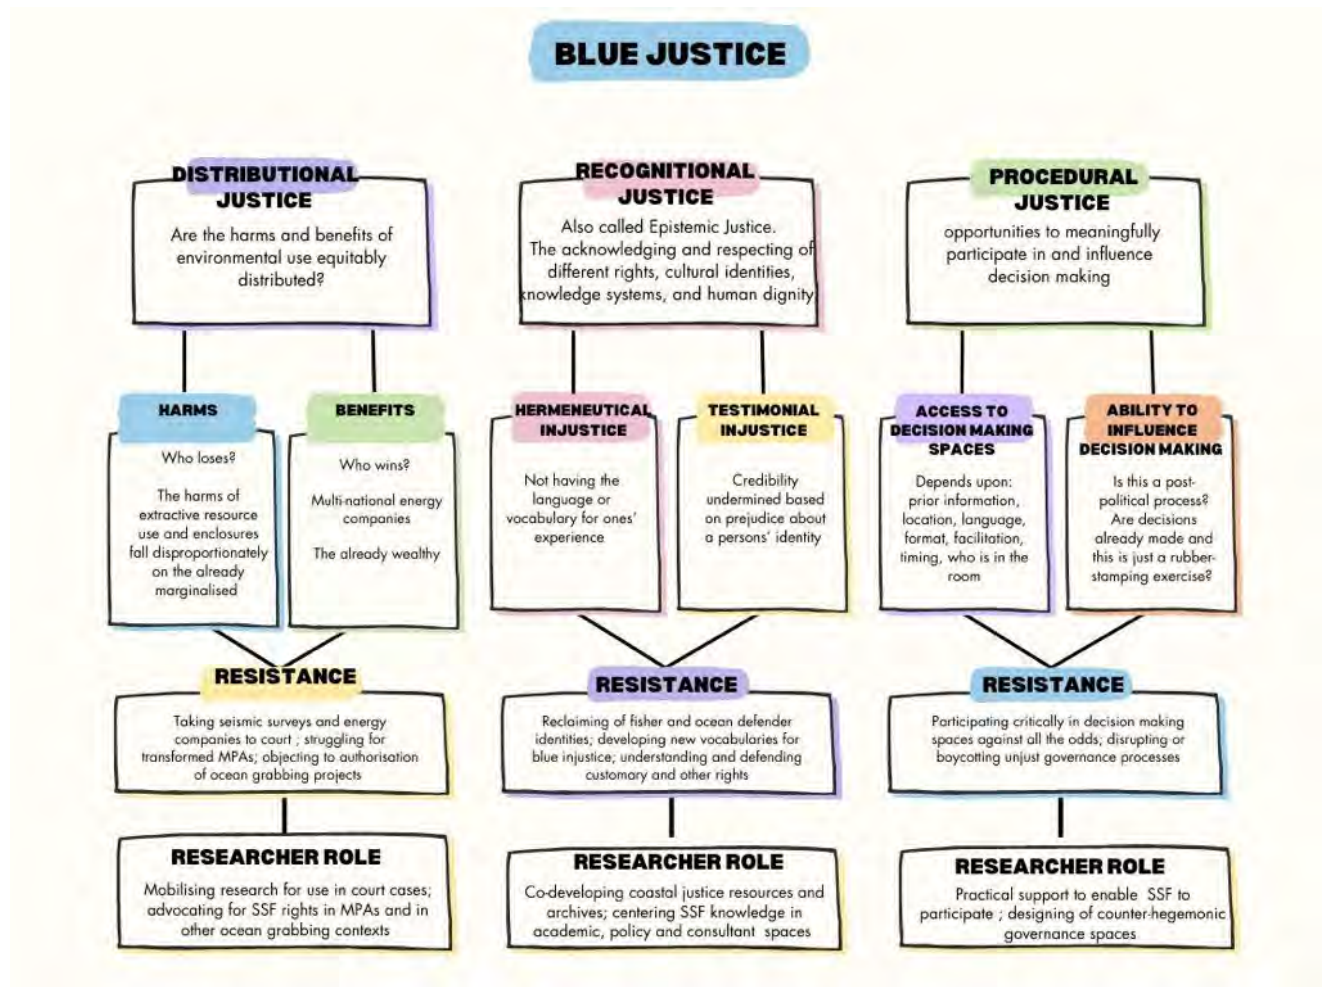 BLUE JUSTICE
DISTRIBUTIONAL
JUSTICE
Are the harms and benefits of
environmental use equitably
distributed?
RECOGNITIONAL
JUSTICE
Also called Epistemic Justice.
The acknowledging and respecting of
different rights, cultural identities,
knowledge systems, and human dignity
PROCEDURAL
JUSTICE
opportunities to meaningfully
participate in and influence
decision making
HARMS
Who loses?
The harms of
extractive resource
use and enclosures
fall disproportionately
on the already
marginalised
BENEFITS
Who wins?
Multi-national energy
companies
The already wealthy
HERMENEUTICAL
INJUSTICE
Not having the
language or
vocabulary for ones'
experience
TESTIMONIAL
INJUSTICE
Credibility
undermined based
on prejudice about
a persons' identity
ACCESS TO
DECISION MAKING
SPACES
Depends upon:
prior information,
location, language,
format, facilitation,
timing, who is in the
room
ABILITY TO
INFLUENCE
DECISION MAKING
Is this a post-
political process?
Are decisions
already made and
this is just a rubber-
stamping exercise?
RESISTANCE
Taking seismic surveys and energy
companies to court ; struggling for
transformed MPAs; objecting to authorisation
of ocean grabbing projects
RESISTANCE
Reclaiming of fisher and ocean defender
identities; developing new vocabularies for
blue injustice; understanding and defending
customary and other rights
RESISTANCE
Participating critically in decision making
spaces against all the odds; disrupting or
boycotting unjust governance processes
RESEARCHER ROLE
Mobilising research for use in court cases;
advocating for SSF rights in MPAs and in
other ocean grabbing contexts
RESEARCHER ROLE
Co-developing coastal justice resources and
archives; centering SSF knowledge in
academic, policy and consultant spaces
RESEARCHER ROLE
Practical support to enable SSF to
participate ; designing of counter-hegemonic
governance spaces